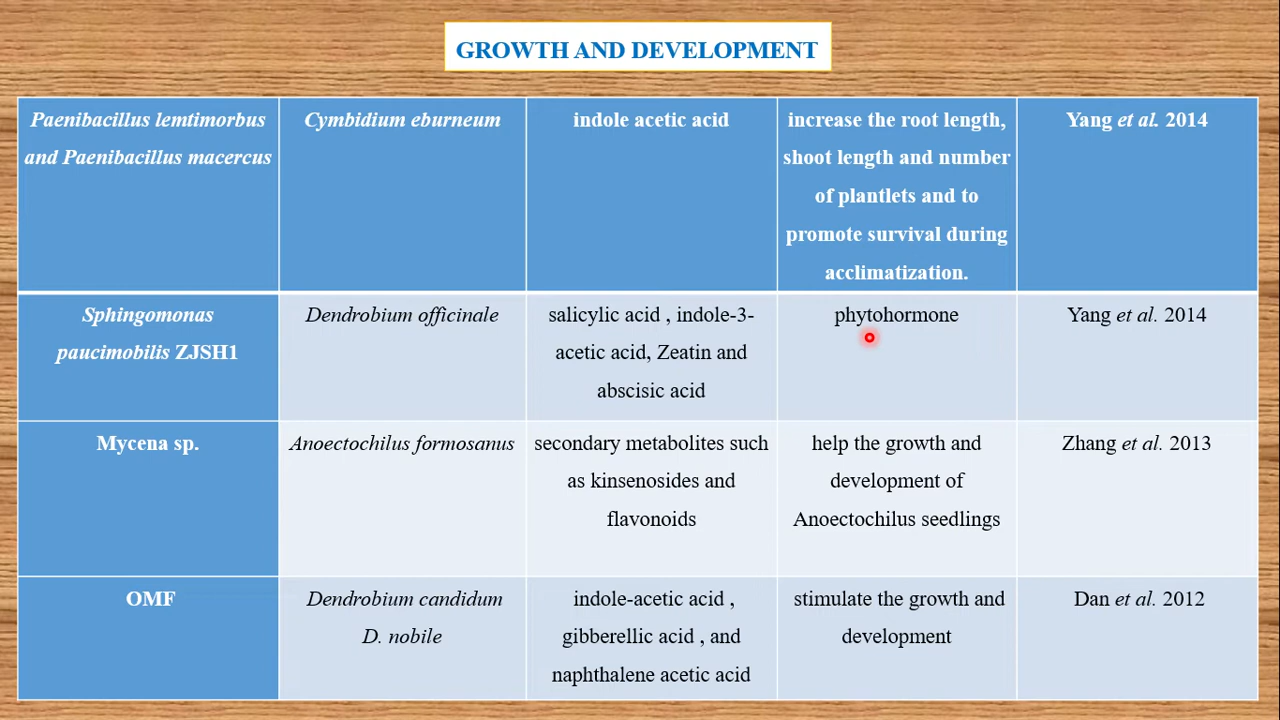 GROWTH AND DEVELOPMENT
Paenibacillus lemtimorbus
and Paenibacillus macercus
Cymbidium eburneum
indole acetic acid
increase the root length,
shoot length and number
of plantlets and to
promote survival during
acclimatization.
Yang et al. 2014
Sphingomonas
paucimobilis ZJSH1
Dendrobium officinale
salicylic acid , indole-3-
acetic acid, Zeatin and
abscisic acid
phytohormone
Yang et al. 2014
Mycena sp.
Anoectochilus formosanus
secondary metabolites such
as kinsenosides and
flavonoids
help the growth and
development of
Anoectochilus seedlings
Zhang et al. 2013
OMF
Dendrobium candidum
D. nobile
indole-acetic acid ,
gibberellic acid , and
naphthalene acetic acid
stimulate the growth and
development
Dan et al. 2012